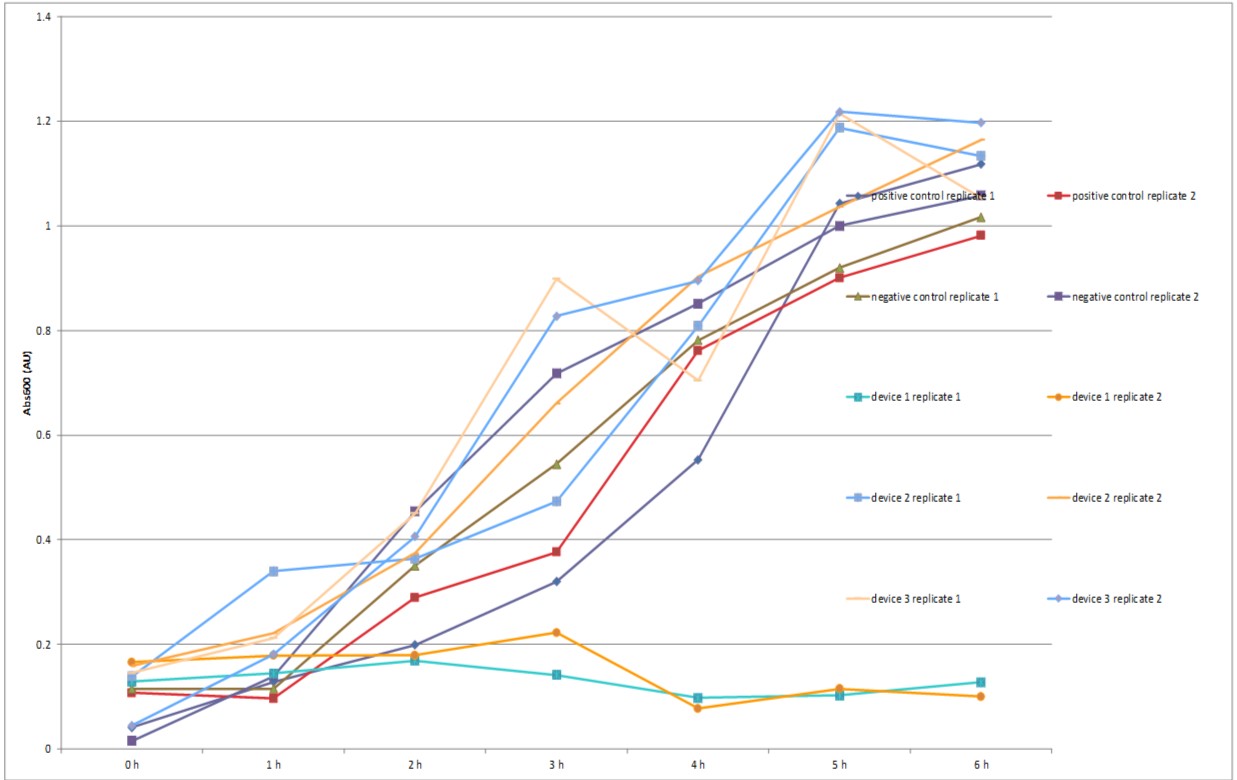 1.4
1.2
1
0.8
0.6
0.4
0.2
0
Abs600 (AU)
0 h 1 h 2 h 3 h 4 h 5 h 6 h
positive control replicate 1 positive control replicate 2
negative control replicate 1 negative control replicate 2
device 1 replicate 1 device 1 replicate 2
device 2 replicate 1 device 2 replicate 2
device 3 replicate 1 device 3 replicate 2